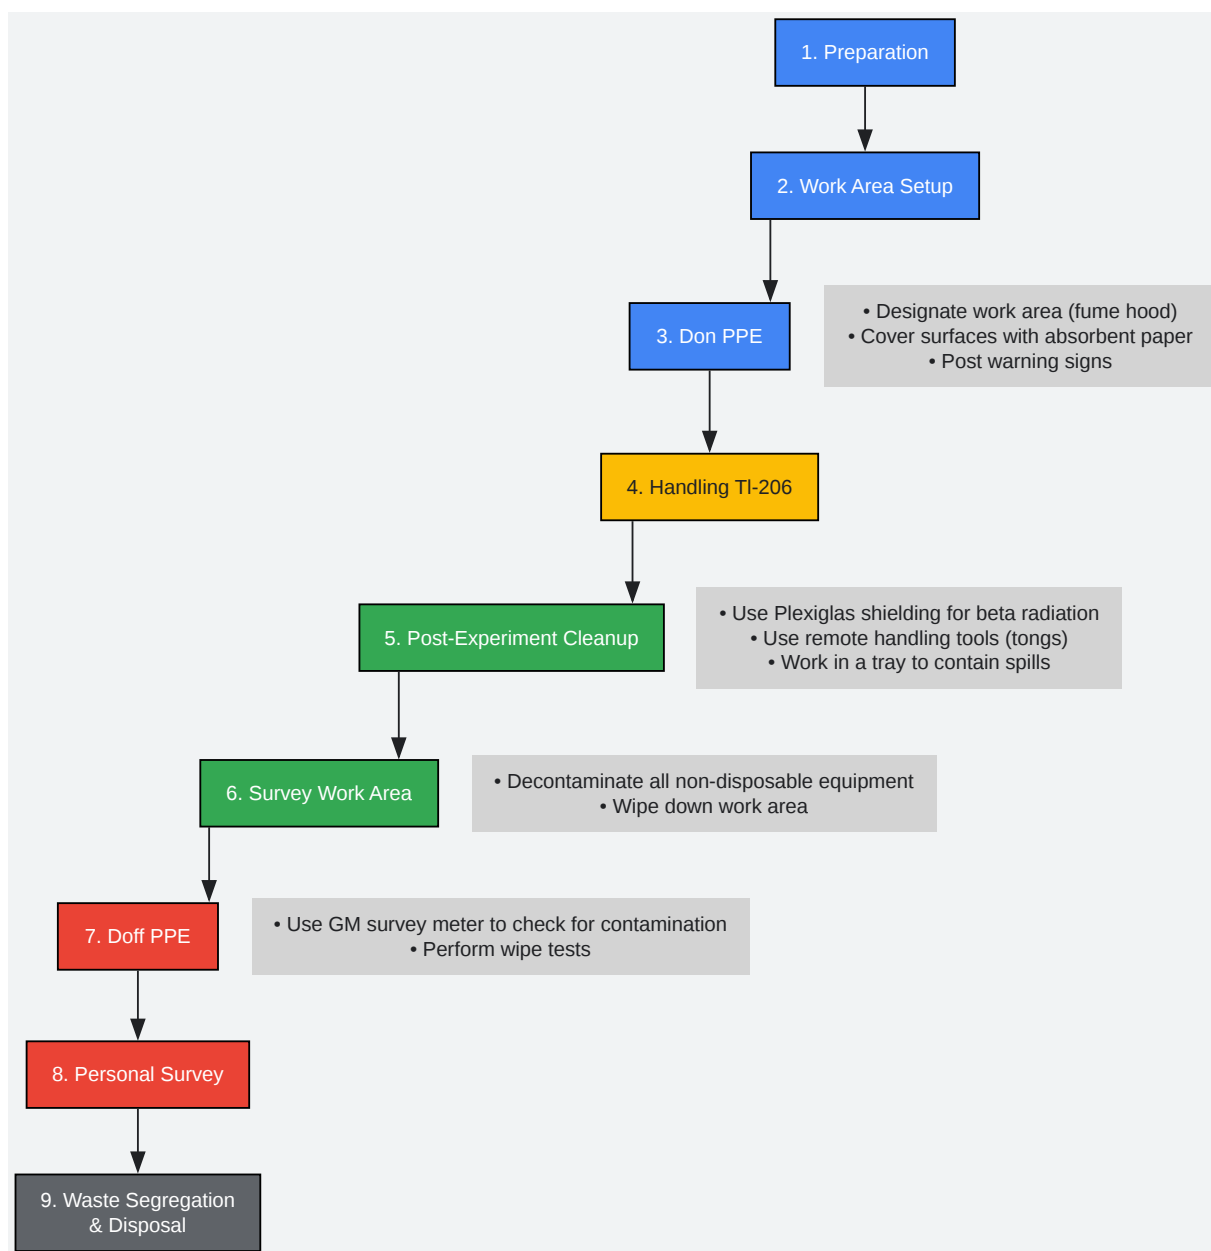 1. Preparation
2. Work Area Setup
3. Don PPE
• Designate work area (fume hood)
• Cover surfaces with absorbent paper
• Post warning signs
4. Handling Tl-206
5. Post-Experiment Cleanup
• Use Plexiglas shielding for beta radiation
• Use remote handling tools (tongs)
• Work in a tray to contain spills
6. Survey Work Area
• Decontaminate all non-disposable equipment
• Wipe down work area
7. Doff PPE
• Use GM survey meter to check for contamination
• Perform wipe tests
8. Personal Survey
9. Waste Segregation
& Disposal